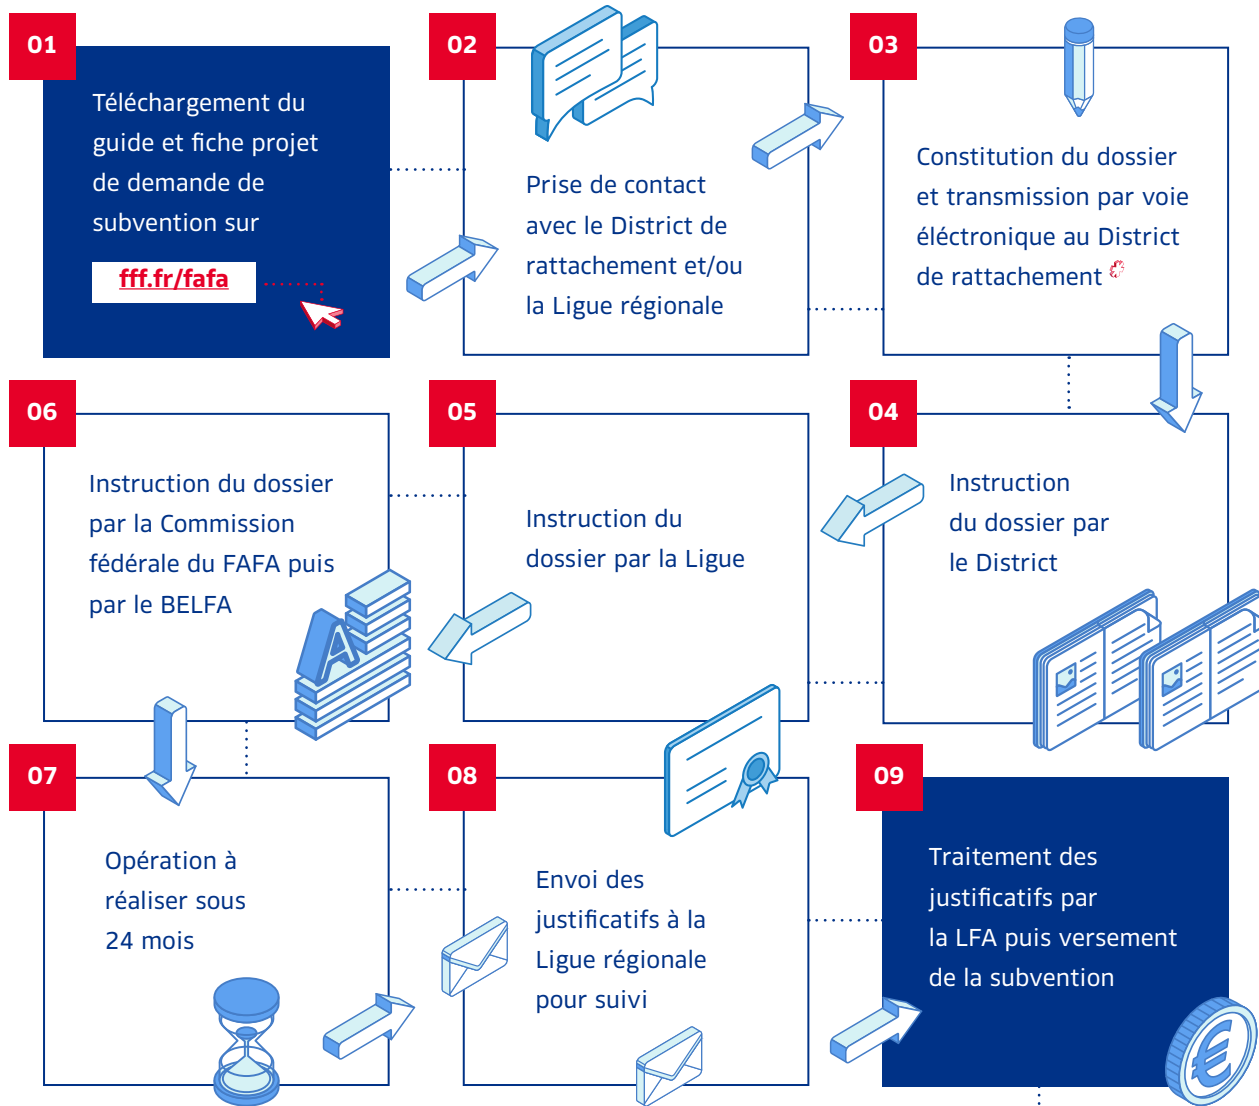 01
Téléchargement du
guide et fiche projet
de demande de
subvention sur
fff.fr/fafa
02
Prise de contact
avec le District de
rattachement et/ou
la Ligue régionale
03
Constitution du dossier
et transmission par voie
éléctronique au District
de rattachement
04
Instruction
du dossier par
le District
05
Instruction du
dossier par la Ligue
06
Instruction du dossier
par la Commission
fédérale du FAFA puis
par le BELFA
A
07
Opération à
réaliser sous
24 mois
08
Envoi des
justificatifs à la
Ligue régionale
pour suivi
09
Traitement des
justificatifs par
la LFA puis versement
de la subvention
€